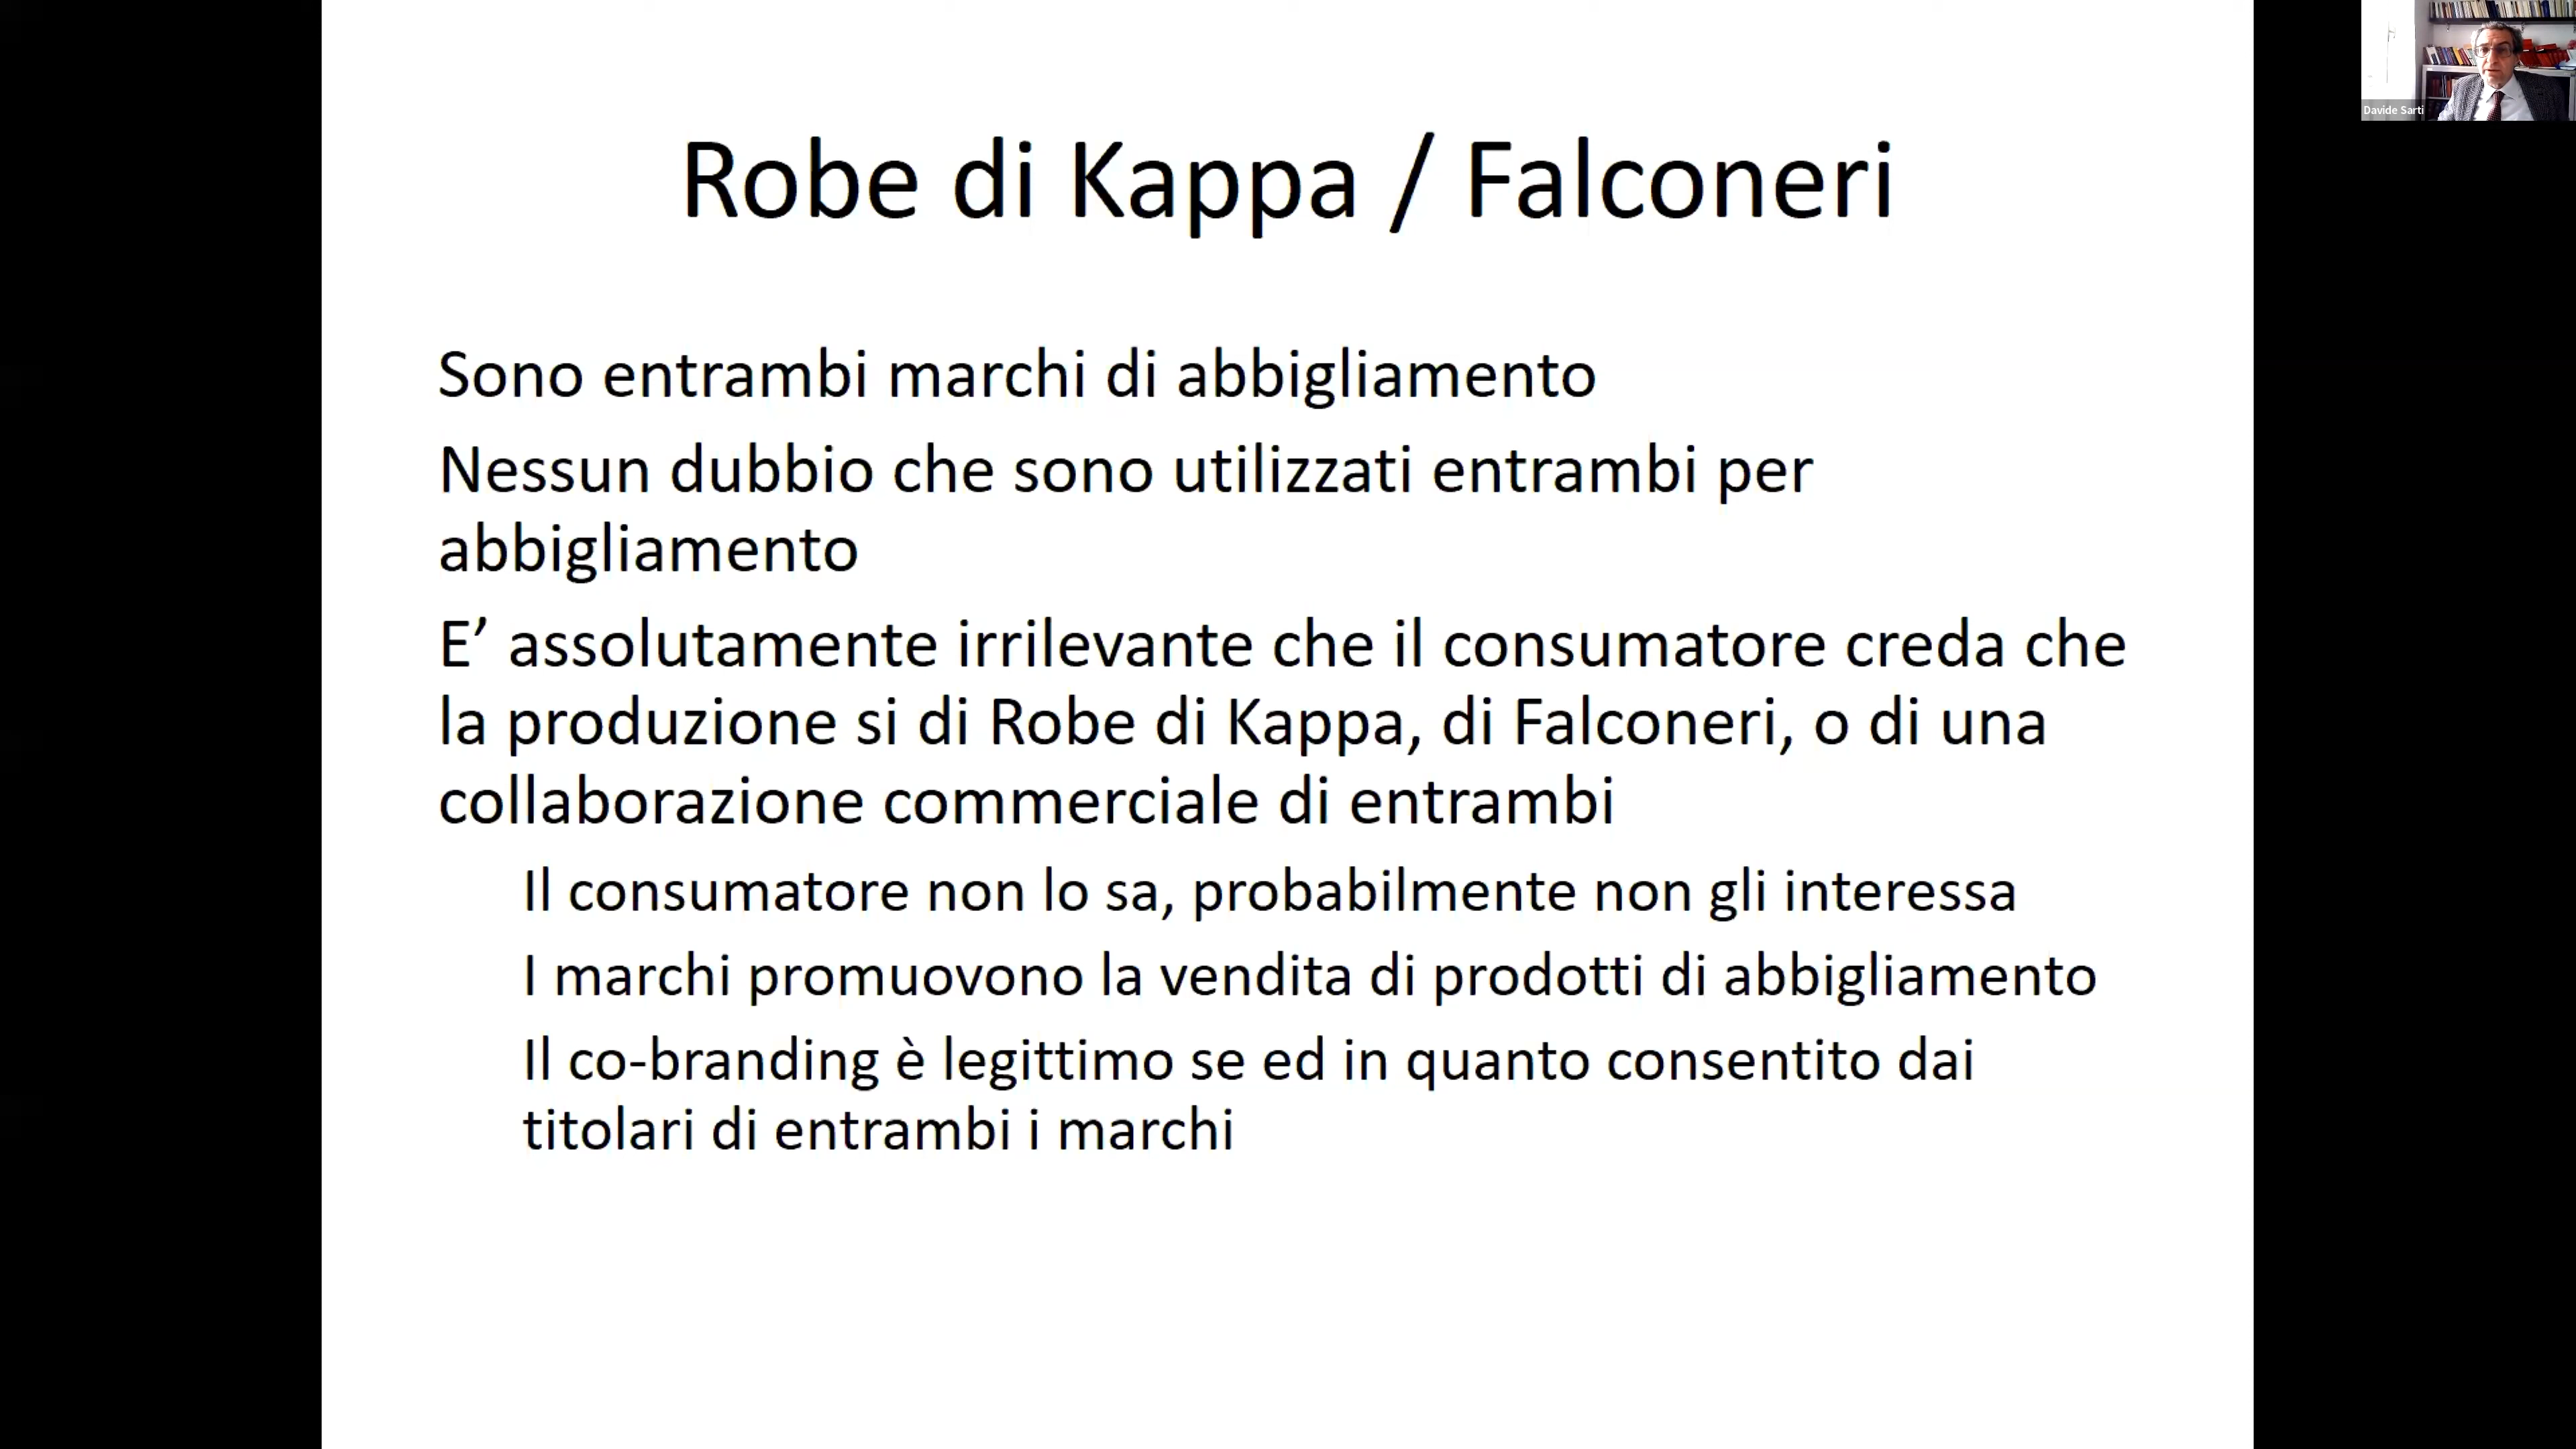 Robe di Kappa / Falconeri
Sono entrambi marchi di abbigliamento
Nessun dubbio che sono utilizzati entrambi per
abbigliamento
E’ assolutamente irrilevante che il consumatore creda che
la produzione si di Robe di Kappa, di Falconeri, o di una
collaborazione commerciale di entrambi
Il consumatore non lo sa, probabilmente non gli interessa
I marchi promuovono la vendita di prodotti di abbigliamento
Il co-branding è legittimo se ed in quanto consentito dai
titolari di entrambi i marchi
Davide Sarti